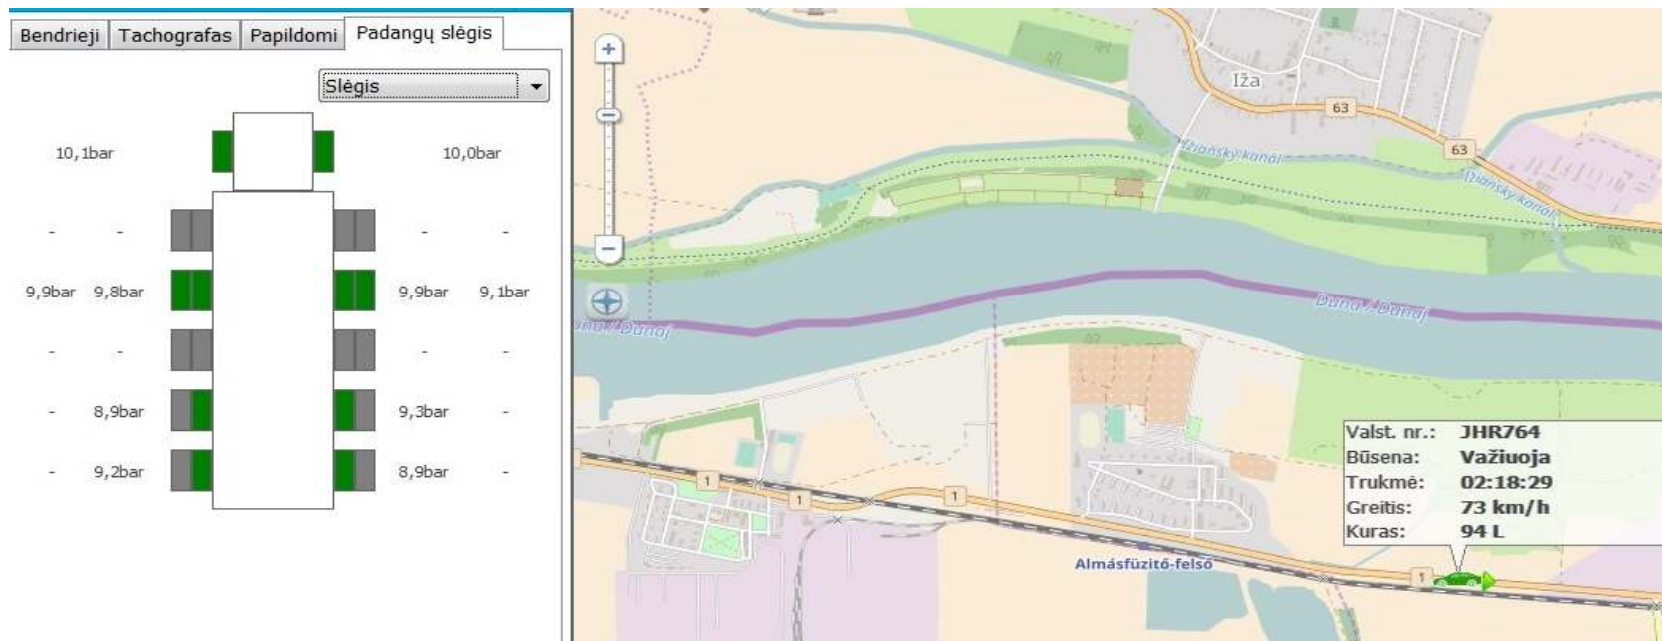 Bendrieji Tachografas Papildomi Padangų slėgis
Slėgis
10,1bar 10,0bar
- - - -
9,9bar 9,8bar 9,9bar 9,1bar
- - - -
- 8,9bar 9,3bar -
- 9,2bar 8,9bar -
+
−
Iža
63
63
Ižiansky kanál
Ižiansky kanál
Duna / Dunaj
Duna / Dunaj
1
1
1
Almásfüzitő-felső
1
Valst. nr.: JHR764
Būsena: Važiuoja
Trukmė: 02:18:29
Greitis: 73 km/h
Kuras: 94 L